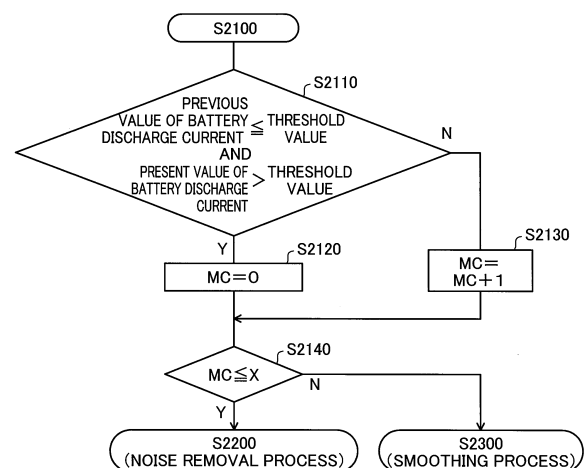 S2100
S2110
PREVIOUS
VALUE OF BATTERY
DISCHARGE CURRENT ≦ THRESHOLD
VALUE
AND
PRESENT VALUE OF
BATTERY DISCHARGE
CURRENT > THRESHOLD
VALUE
N
Y
S2120
MC=0
S2130
MC=
MC+1
S2140
MC≦X
N
Y
S2200
(NOISE REMOVAL PROCESS)
S2300
(SMOOTHING PROCESS)